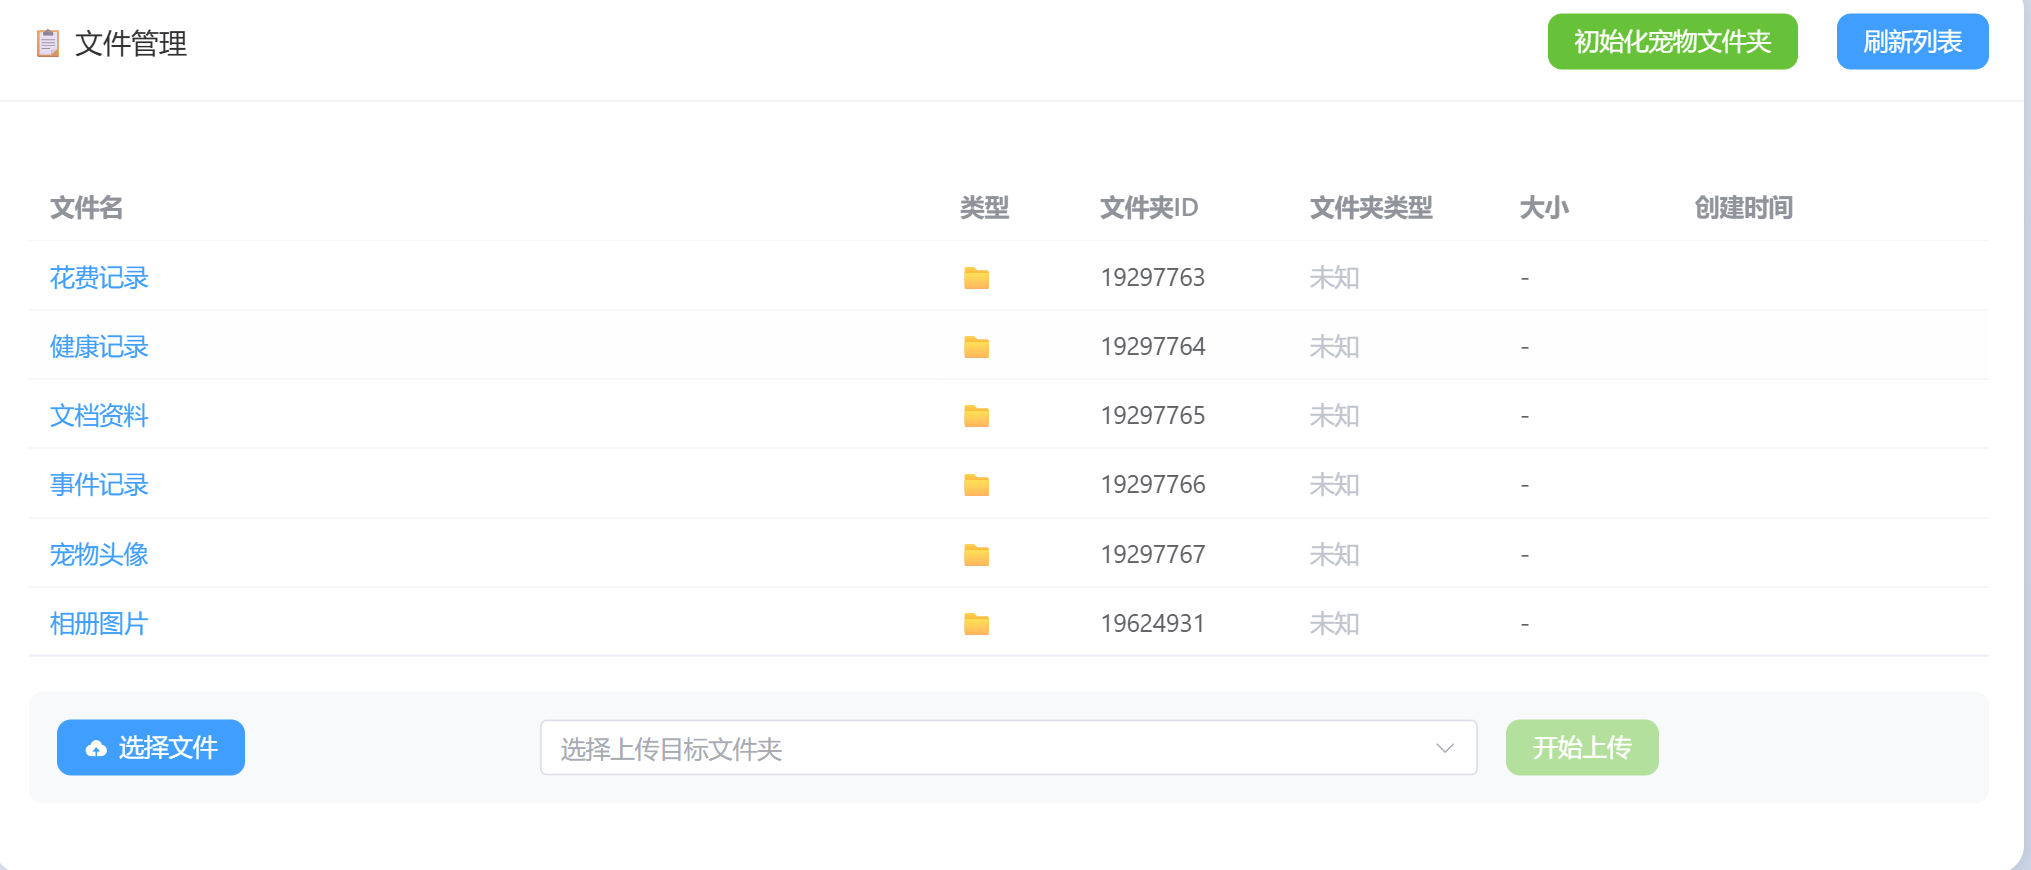 文件管理
初始化宠物文件夹
刷新列表
文件名 类型 文件夹ID 文件夹类型 大小 创建时间
花费记录 19297763 未知 -
健康记录 19297764 未知 -
文档资料 19297765 未知 -
事件记录 19297766 未知 -
宠物头像 19297767 未知 -
相册图片 19624931 未知 -
选择文件 选择上传目标文件夹 开始上传